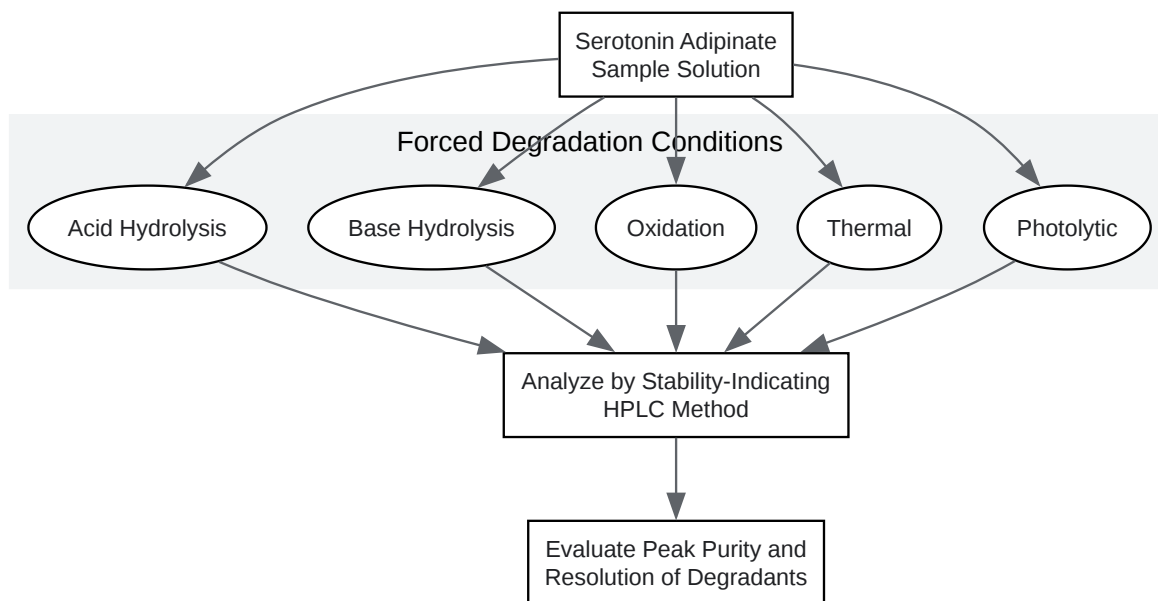 Serotonin Adipinate
Sample Solution
Forced Degradation Conditions
Acid Hydrolysis
Base Hydrolysis
Oxidation
Thermal
Photolytic
Analyze by Stability-Indicating
HPLC Method
Evaluate Peak Purity and
Resolution of Degradants